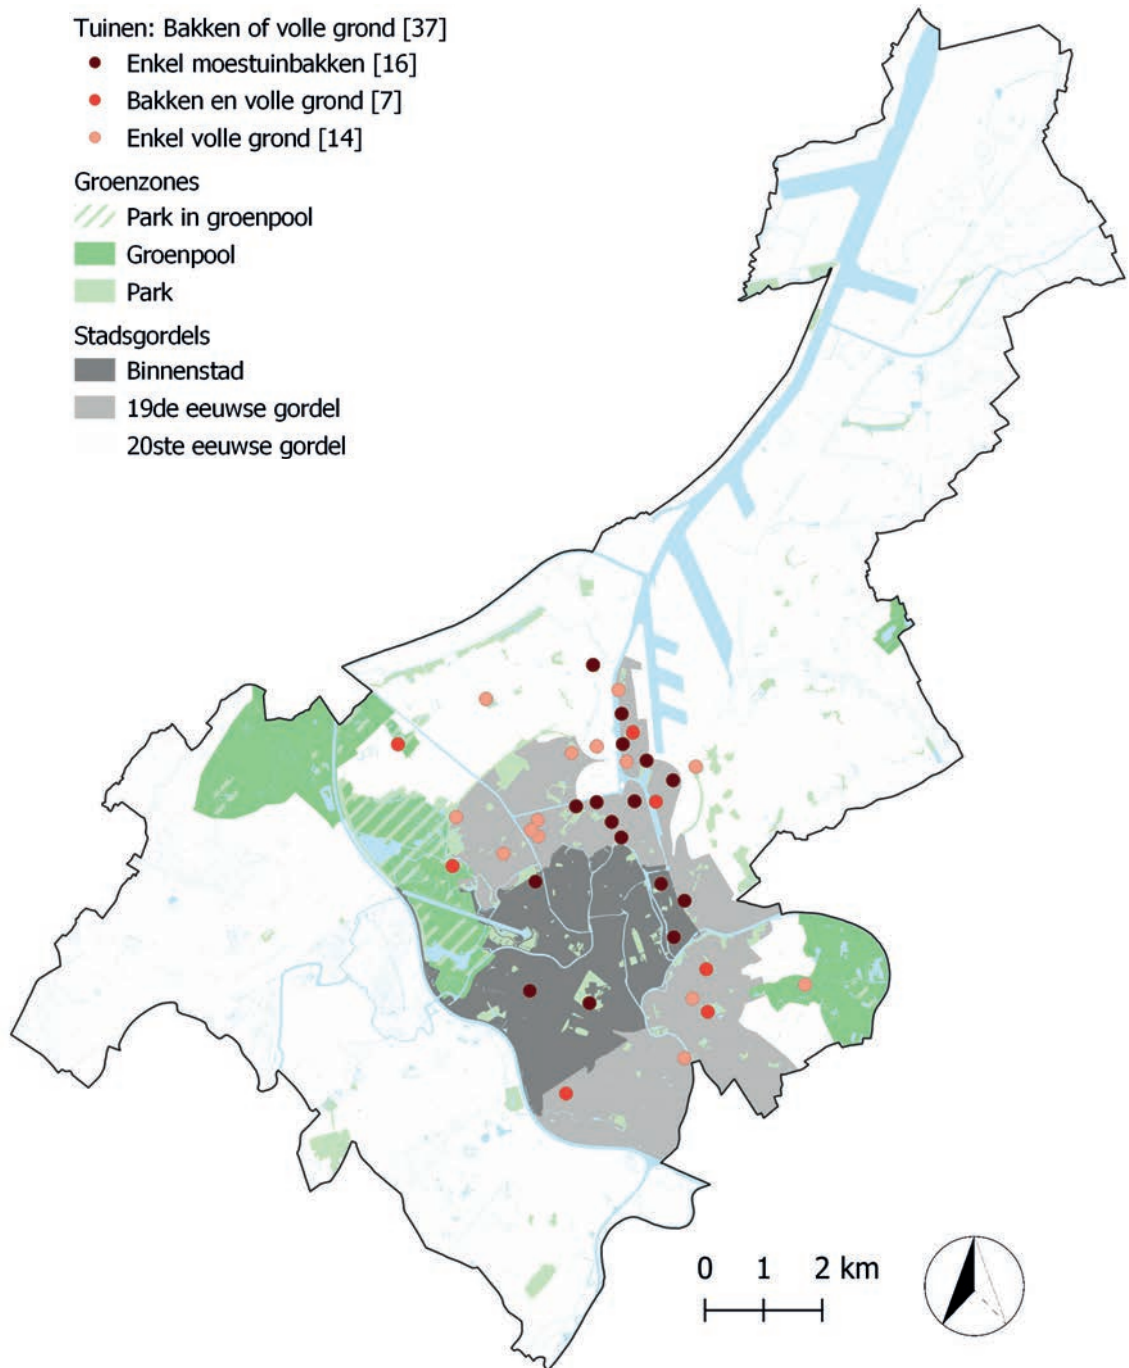 Tuinen: Bakken of volle grond [37]
Enkel moestuinbakken [16]
Bakken en volle grond [7]
Enkel volle grond [14]
Groenzones
Park in groenpool
Groenpool
Park
Stadsgordels
Binnenstad
19de eeuwse gordel
20ste eeuwse gordel
0 1 2 km